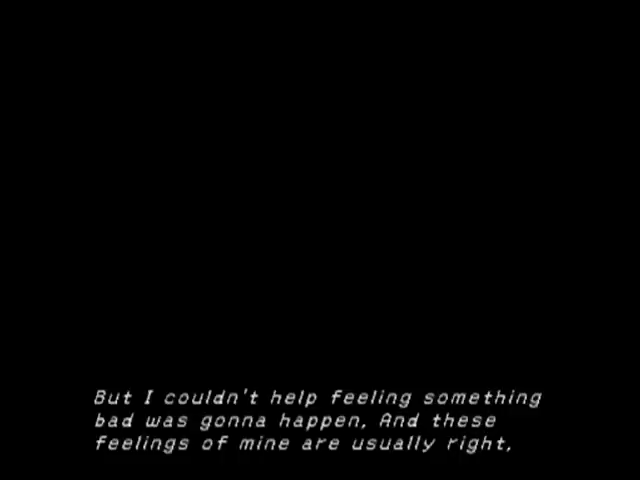 But I couldn't help feeling something
bad was gonna happen. And these
feelings of mine are usually right.